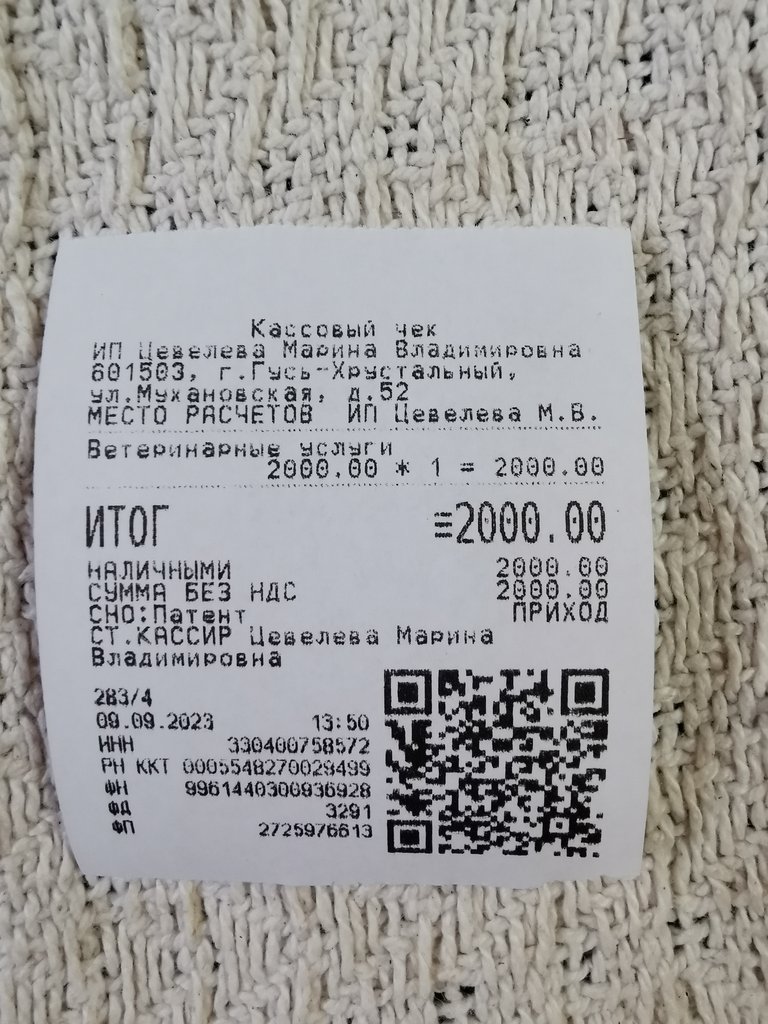 Кассовый чек
ИП Цевелева Марина Владимировна
601503, г.Гусь-Хрустальный,
ул.Мухановская, д.52
МЕСТО РАСЧЕТОВ ИП Цевелева М.В.
Ветеринарные услуги
2000.00 * 1 = 2000.00
ИТОГ ≡2000.00
НАЛИЧНЫМИ 2000.00
СУММА БЕЗ НДС 2000.00
СНО:Патент ПРИХОД
СТ.КАССИР Цевелева Марина
Владимировна
283/4
09.09.2023 13:50
ИНН 330400758572
РН ККТ 0005548270029499
ФН 9961440300936928
ФД 3291
ФП 2725976613